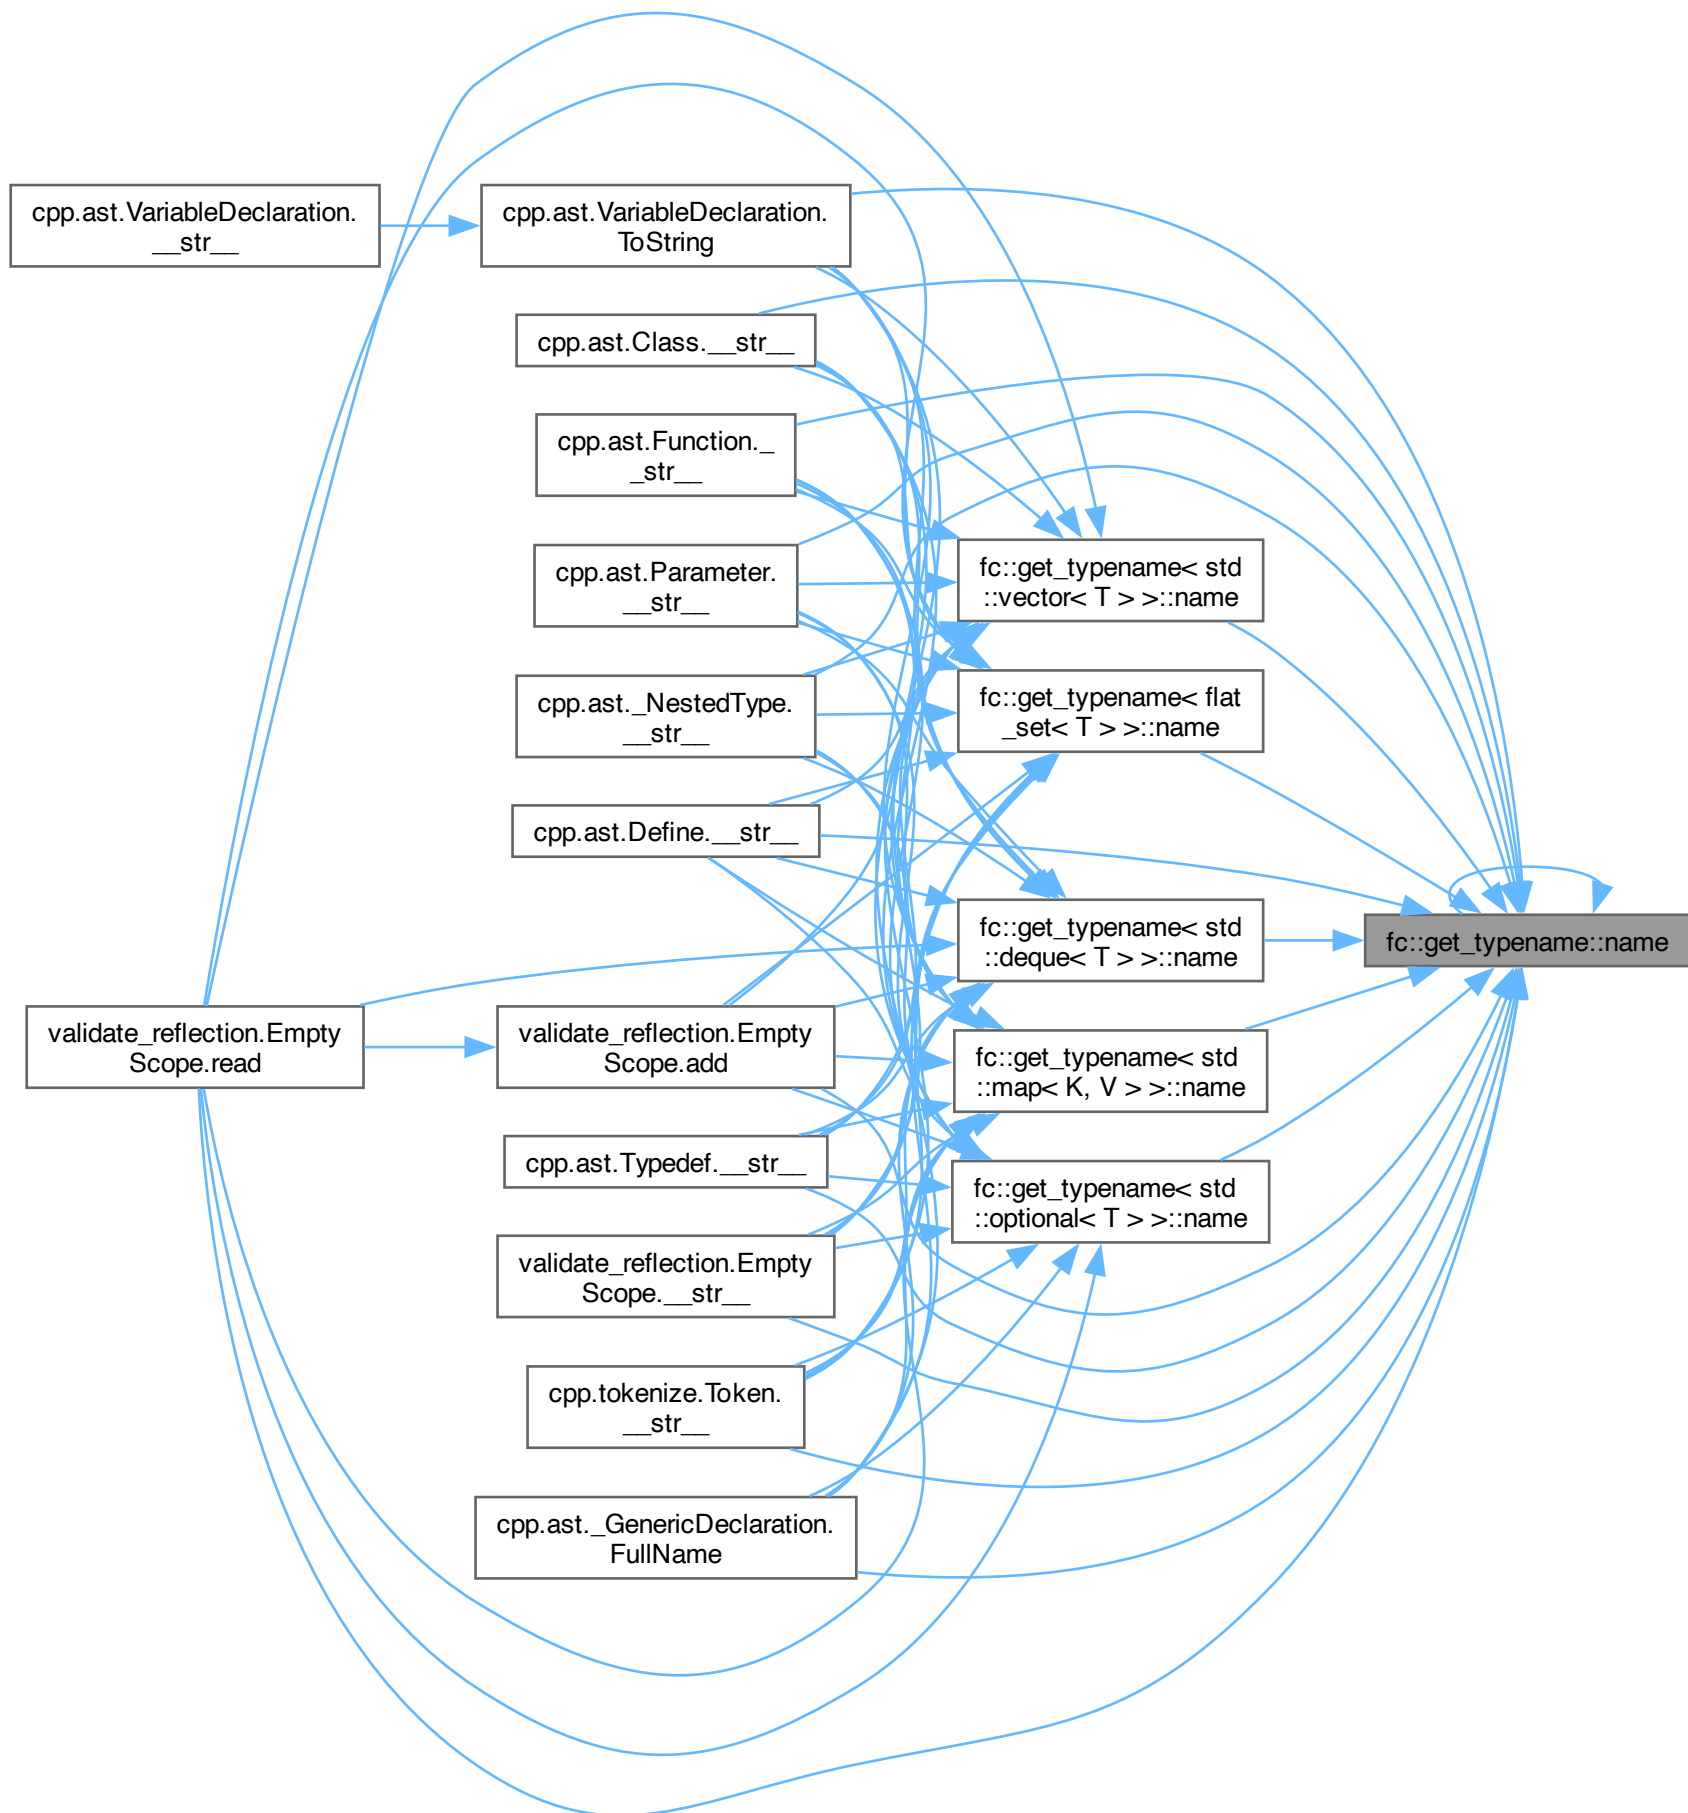 cpp.ast.VariableDeclaration.
__str__
cpp.ast.VariableDeclaration.
ToString
cpp.ast.Class.__str__
cpp.ast.Function._
_str__
cpp.ast.Parameter.
__str__
cpp.ast._NestedType.
__str__
cpp.ast.Define.__str__
validate_reflection.Empty
Scope.read
validate_reflection.Empty
Scope.add
cpp.ast.Typedef.__str__
validate_reflection.Empty
Scope.__str__
cpp.tokenize.Token.
__str__
cpp.ast._GenericDeclaration.
FullName
fc::get_typename< std
::vector< T > >::name
fc::get_typename< flat
_set< T > >::name
fc::get_typename< std
::deque< T > >::name
fc::get_typename< std
::map< K, V > >::name
fc::get_typename< std
::optional< T > >::name
fc::get_typename::name